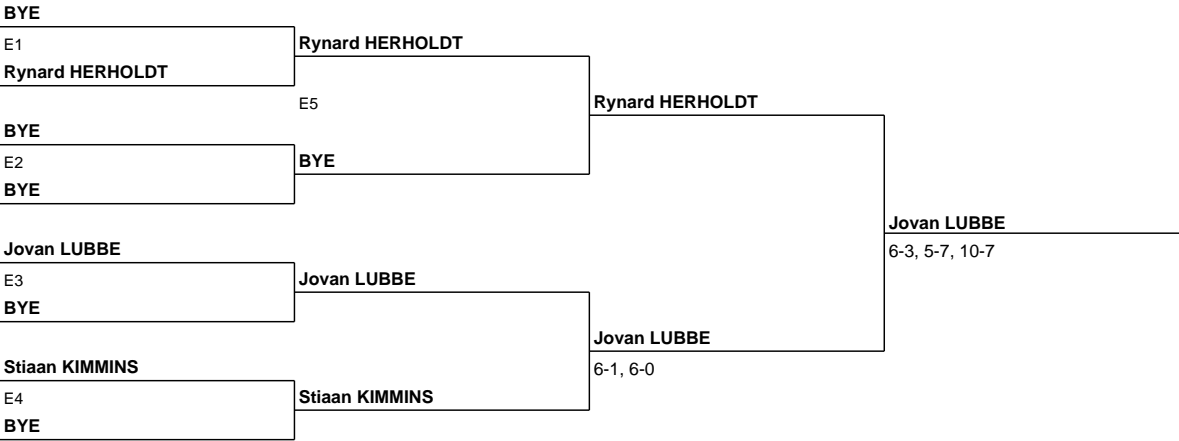 BYE
E1
Rynard HERHOLDT
Rynard HERHOLDT
E5
Rynard HERHOLDT
BYE
E2
BYE
BYE
Jovan LUBBE
6-3, 5-7, 10-7
Jovan LUBBE
E3
BYE
Jovan LUBBE
Jovan LUBBE
6-1, 6-0
Stiaan KIMMINS
E4
BYE
Stiaan KIMMINS